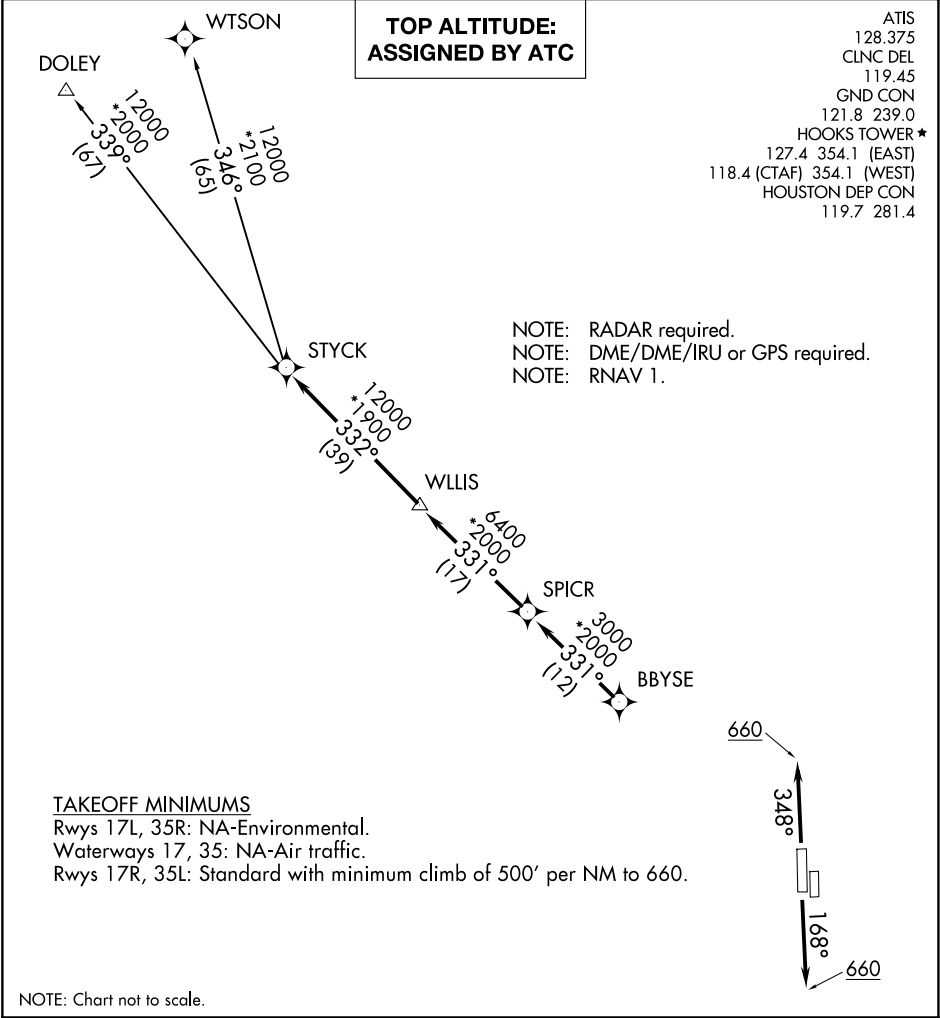 TOP ALTITUDE:
ASSIGNED BY ATC
ATIS
128.375
CLNC DEL
119.45
GND CON
121.8 239.0
HOOKS TOWER ★
127.4 354.1 (EAST)
118.4 (CTAF) 354.1 (WEST)
HOUSTON DEP CON
119.7 281.4
WTSON
DOLEY
12000
*2000
339°
(67)
12000
*2100
346°
(65)
STYCK
NOTE: RADAR required.
NOTE: DME/DME/IRU or GPS required.
NOTE: RNAV 1.
12000
*1900
332°
(39)
WLLIS
6400
*2000
331°
(17)
SPICR
3000
*2000
331°
(12)
BBYSE
660
348°
168°
660
TAKEOFF MINIMUMS
Rwys 17L, 35R: NA-Environmental.
Waterways 17, 35: NA-Air traffic.
Rwys 17R, 35L: Standard with minimum climb of 500' per NM to 660.
NOTE: Chart not to scale.